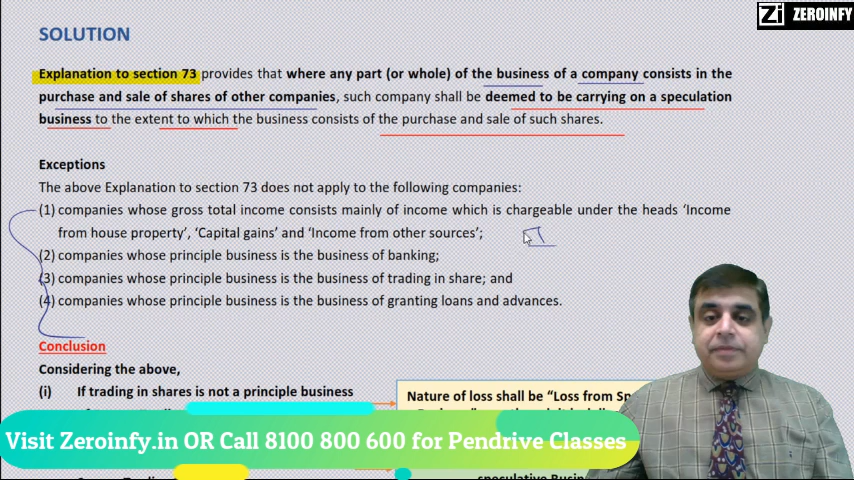 Zi ZEROINFY
SOLUTION
Explanation to section 73 provides that where any part (or whole) of the business of a company consists in the
purchase and sale of shares of other companies, such company shall be deemed to be carrying on a speculation
business to the extent to which the business consists of the purchase and sale of such shares.
Exceptions
The above Explanation to section 73 does not apply to the following companies:
(1) companies whose gross total income consists mainly of income which is chargeable under the heads ‘Income
from house property’, ‘Capital gains’ and ‘Income from other sources’;
(2) companies whose principle business is the business of banking;
(3) companies whose principle business is the business of trading in share; and
(4) companies whose principle business is the business of granting loans and advances.
Conclusion
Considering the above,
(i) If trading in shares is not a principle business
Nature of loss shall be “Loss from
Visit Zeroinfy.in OR Call 8100 800 600 for Pendrive Classes